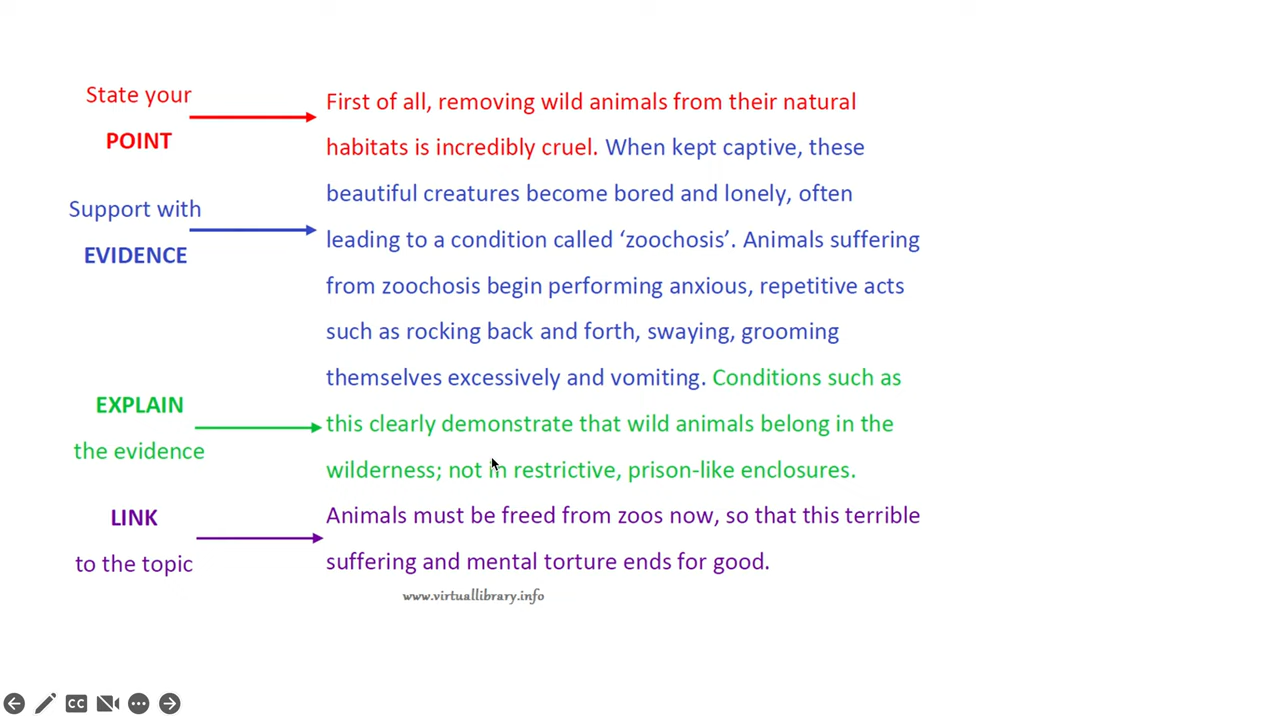 State your
POINT
First of all, removing wild animals from their natural
habitats is incredibly cruel. When kept captive, these
Support with
EVIDENCE
beautiful creatures become bored and lonely, often
leading to a condition called ‘zoochosis’. Animals suffering
from zoochosis begin performing anxious, repetitive acts
such as rocking back and forth, swaying, grooming
themselves excessively and vomiting. Conditions such as
EXPLAIN
the evidence
this clearly demonstrate that wild animals belong in the
wilderness; not in restrictive, prison-like enclosures.
LINK
to the topic
Animals must be freed from zoos now, so that this terrible
suffering and mental torture ends for good.
www.virtuallibrary.info
CC